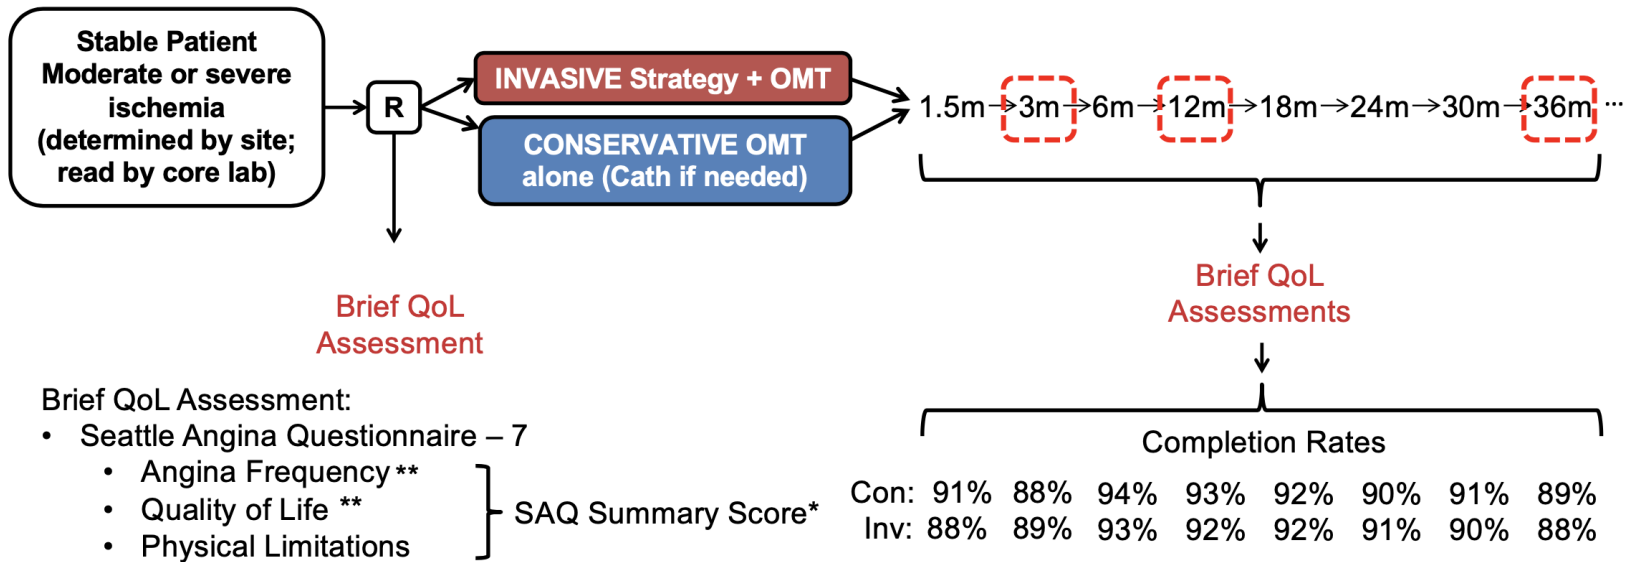 Stable Patient
Moderate or severe
ischemia
(determined by site;
read by core lab)
R
INVASIVE Strategy + OMT
CONSERVATIVE OMT
alone (Cath if needed)
1.5m 3m 6m 12m 18m 24m 30m 36m ...
Brief QoL
Assessment
Brief QoL
Assessments
Brief QoL Assessment:
• Seattle Angina Questionnaire – 7
• Angina Frequency **
• Quality of Life **
• Physical Limitations
SAQ Summary Score*
Completion Rates
Con: 91% 88% 94% 93% 92% 90% 91% 89%
Inv: 88% 89% 93% 92% 92% 91% 90% 88%